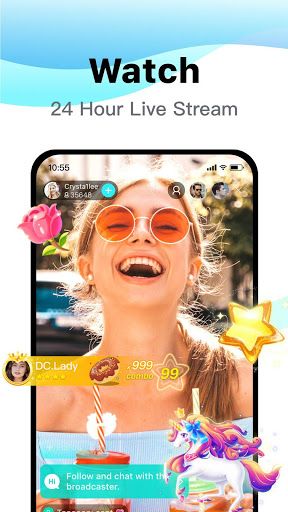 Watch
24 Hour Live Stream
10:55
Crysta1lee
35648
DC.Lady
x999
combo 99
Hi
Follow and chat with the
broadcaster.